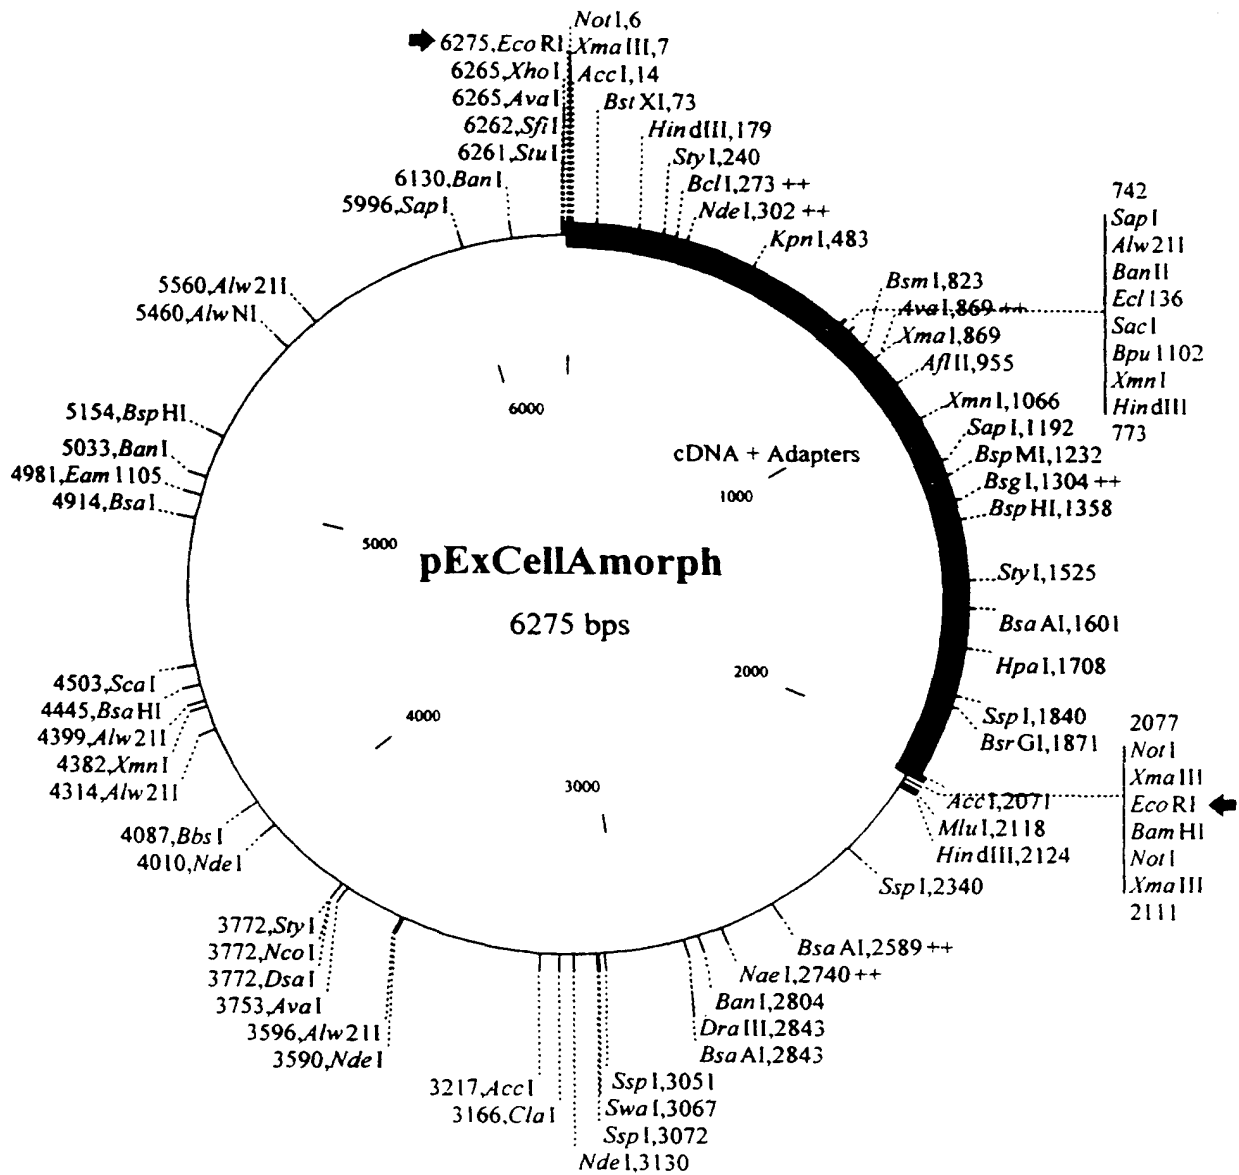 NotI,6
6275,EcoRI XmaIII,7
6265,XhoI AccI,14
6265,AvaI BstXI,73
6262,SfiI HindIII,179
6261,StuI StyI,240
6130,BanI BclI,273 ++
5996,SapI NdeI,302 ++
KpnI,483
742
SapI
Alw21I
BanII
Ecl136
SacI
Bpu1102
XmnI
HindIII
773
BsmI,823
AvaI,869 ++
XmaI,869
AflII,955
XmnI,1066
SapI,1192
BspMI,1232
BsgI,1304 ++
BspHI,1358
StyI,1525
BsaAI,1601
HpaI,1708
SspI,1840
BsrGI,1871
2077
NotI
XmaIII
EcoRI
BamHI
NotI
XmaIII
2111
AccI,2071
MluI,2118
HindIII,2124
SspI,2340
BsaAI,2589 ++
NaeI,2740 ++
BanI,2804
DraIII,2843
BsaAI,2843
SspI,3051
SwaI,3067
SspI,3072
NdeI,3130
3166,ClaI
3217,AccI
3590,NdeI
3596,Alw21I
3753,AvaI
3772,DsaI
3772,NcoI
3772,StyI
4010,NdeI
4087,BbsI
4314,Alw21I
4382,XmnI
4399,Alw21I
4445,BsaHI
4503,ScaI
4914,BsaI
4981,Eam1105
5033,BanI
5154,BspHI
5460,AlwNI
5560,Alw21I
6000
cDNA + Adapters
1000
5000
pExCellAmorph
6275 bps
2000
4000
3000